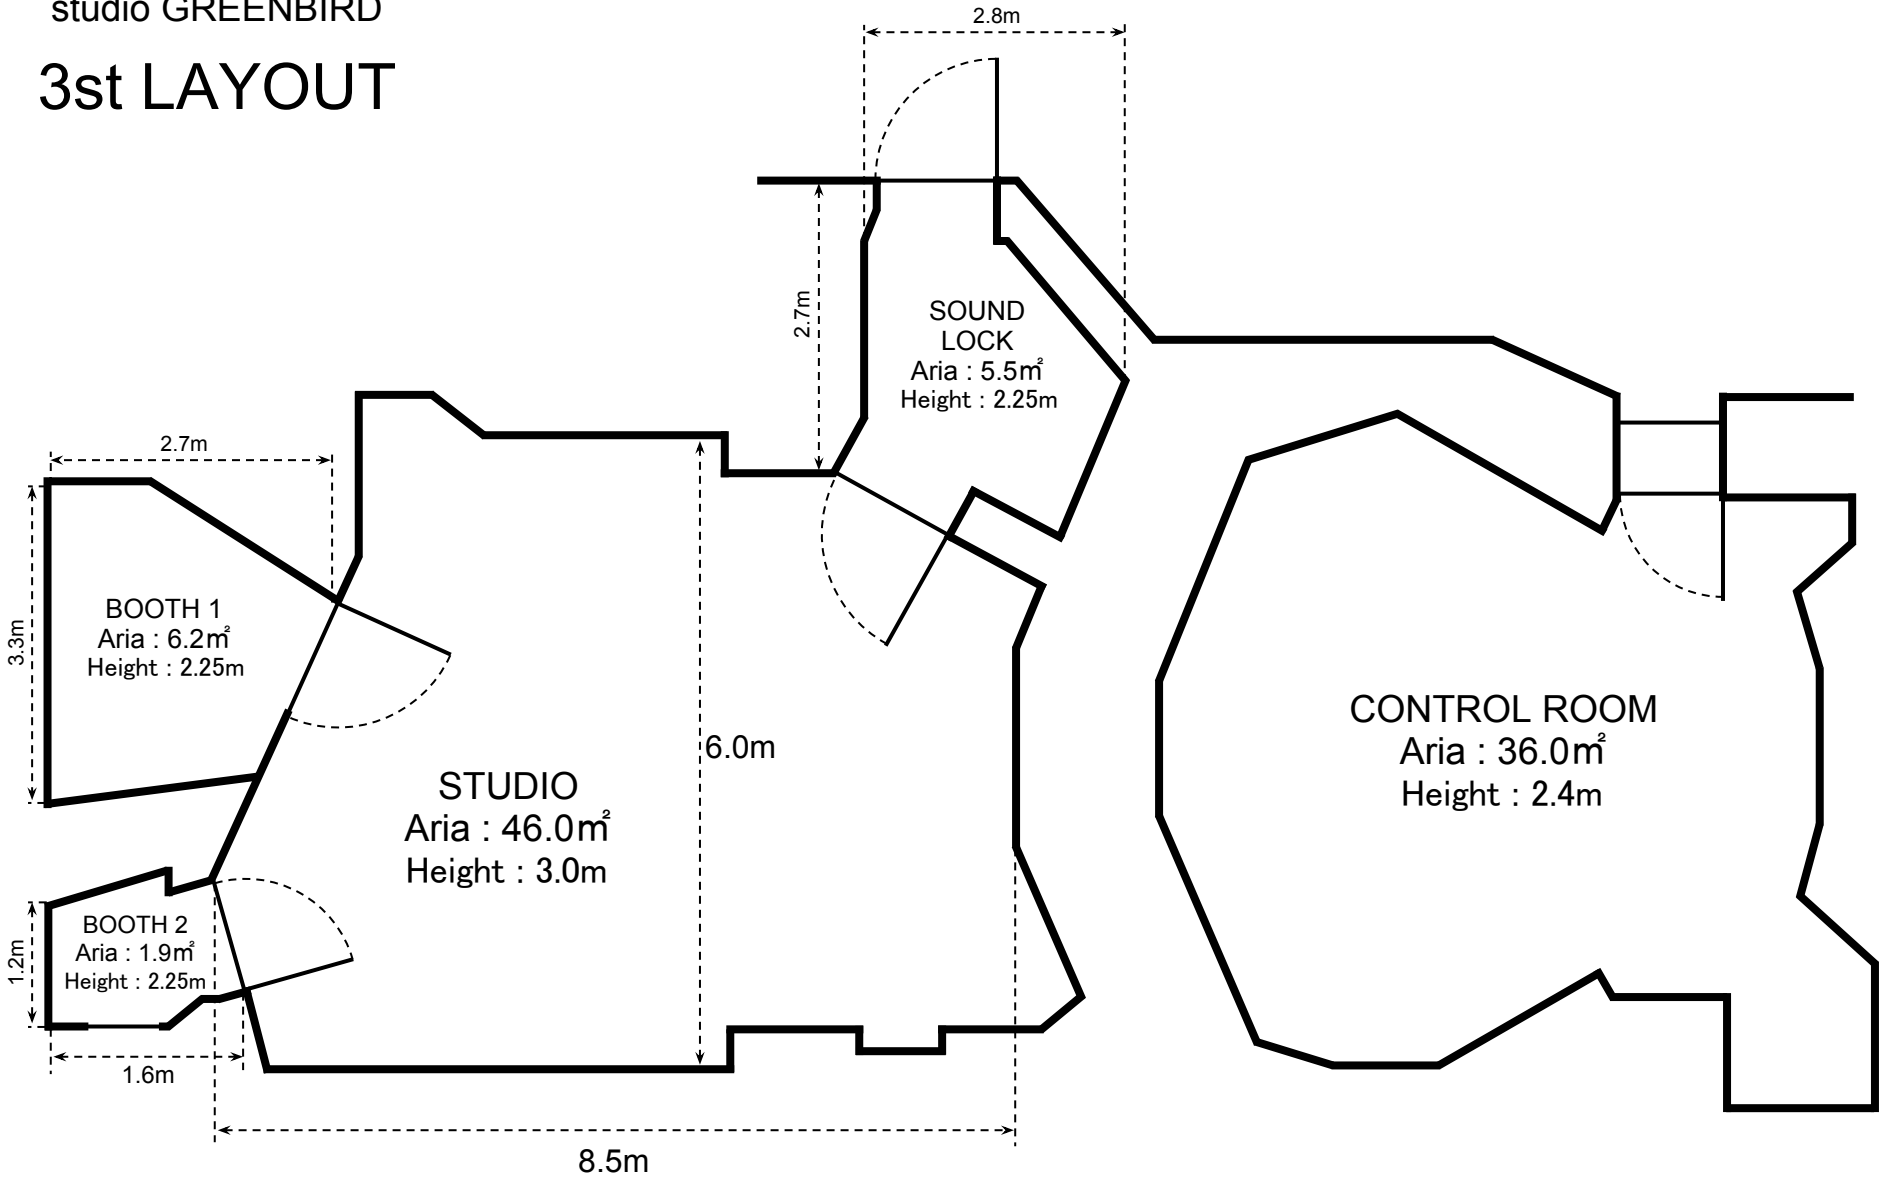 studio GREENBIRD
3st LAYOUT
2.8m
2.7m
SOUND
LOCK
Aria : 5.5㎡
Height : 2.25m
2.7m
3.3m
BOOTH 1
Aria : 6.2㎡
Height : 2.25m
6.0m
STUDIO
Aria : 46.0㎡
Height : 3.0m
CONTROL ROOM
Aria : 36.0㎡
Height : 2.4m
1.2m
BOOTH 2
Aria : 1.9㎡
Height : 2.25m
1.6m
8.5m